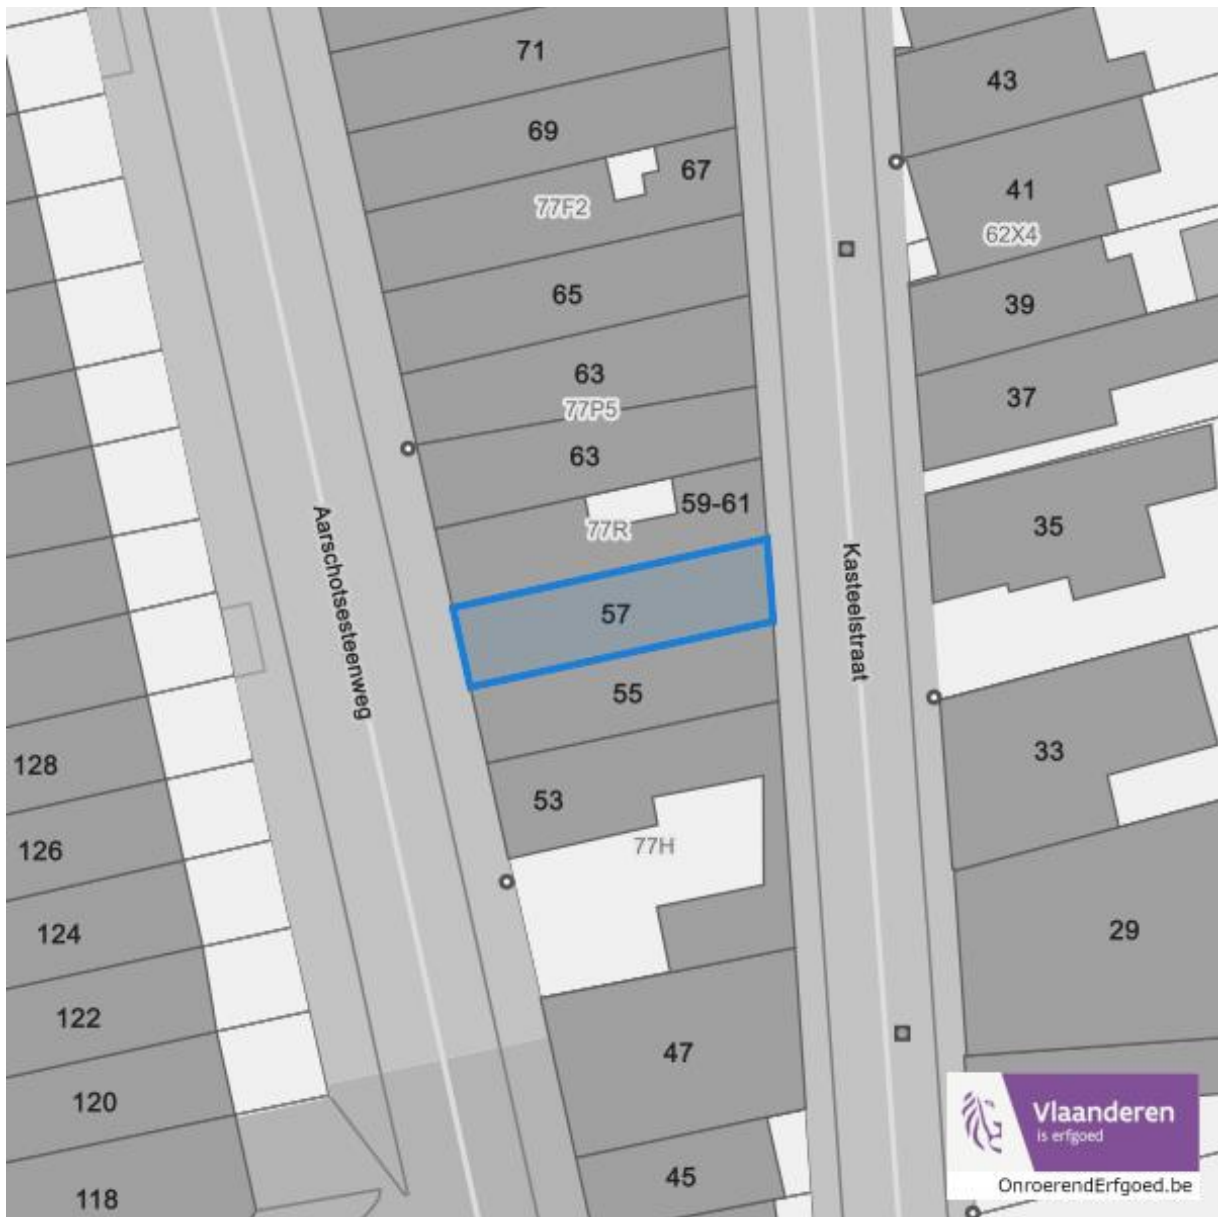 71
43
69
67
41
77F2
62X4
65
39
63
37
77P5
63
59-61
35
77R
Aarschotsesteenweg
Kasteelstraat
57
55
33
128
53
77H
126
124
29
122
47
120
Vlaanderen
is erfgoed
45
OnroerendErfgoed.be
118